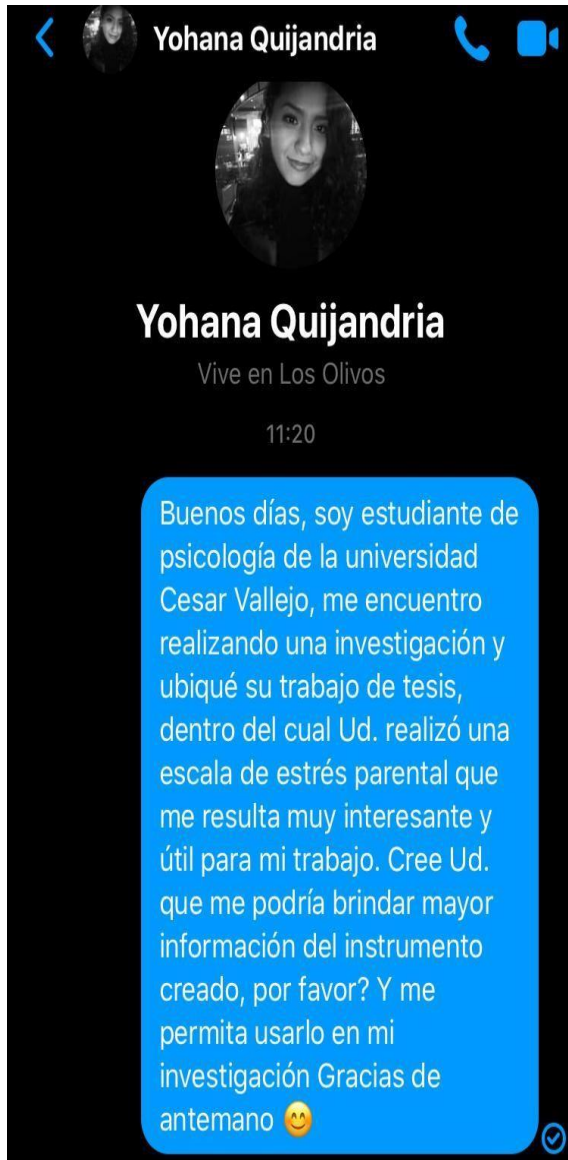 Yohana Quijandria
Yohana Quijandria
Vive en Los Olivos
11:20
Buenos días, soy estudiante de
psicología de la universidad
Cesar Vallejo, me encuentro
realizando una investigación y
ubiqué su trabajo de tesis,
dentro del cual Ud. realizó una
escala de estrés parental que
me resulta muy interesante y
útil para mi trabajo. Cree Ud.
que me podría brindar mayor
información del instrumento
creado, por favor? Y me
permita usarlo en mi
investigación Gracias de
antemano 😊